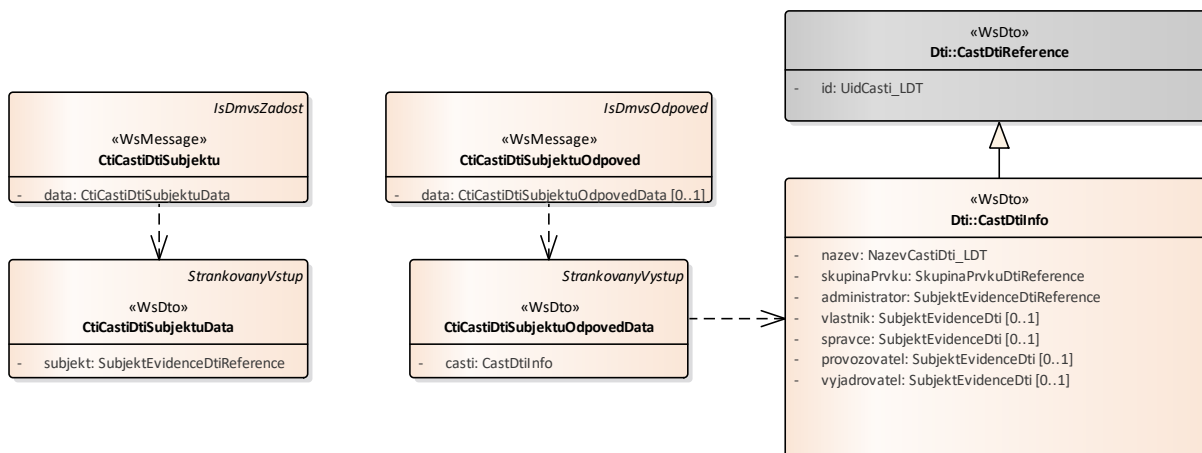 IsDmvsZadost
«WsMessage»
CtiCastiDtiSubjektu
- data: CtiCastiDtiSubjektuData
StrankovanyVstup
«WsDto»
CtiCastiDtiSubjektuData
- subjekt: SubjektEvidenceDtiReference
IsDmvsOdpoved
«WsMessage»
CtiCastiDtiSubjektuOdpoved
- data: CtiCastiDtiSubjektuOdpovedData [0..1]
StrankovanyVystup
«WsDto»
CtiCastiDtiSubjektuOdpovedData
- casti: CastDtiInfo
«WsDto»
Dti::CastDtiReference
- id: UidCasti_LDT
«WsDto»
Dti::CastDtiInfo
- nazev: NazevCastiDti_LDT
- skupinaPrvku: SkupinaPrvkuDtiReference
- administrator: SubjektEvidenceDtiReference
- vlastnik: SubjektEvidenceDti [0..1]
- spravce: SubjektEvidenceDti [0..1]
- provozovatel: SubjektEvidenceDti [0..1]
- vyjadrovatel: SubjektEvidenceDti [0..1]